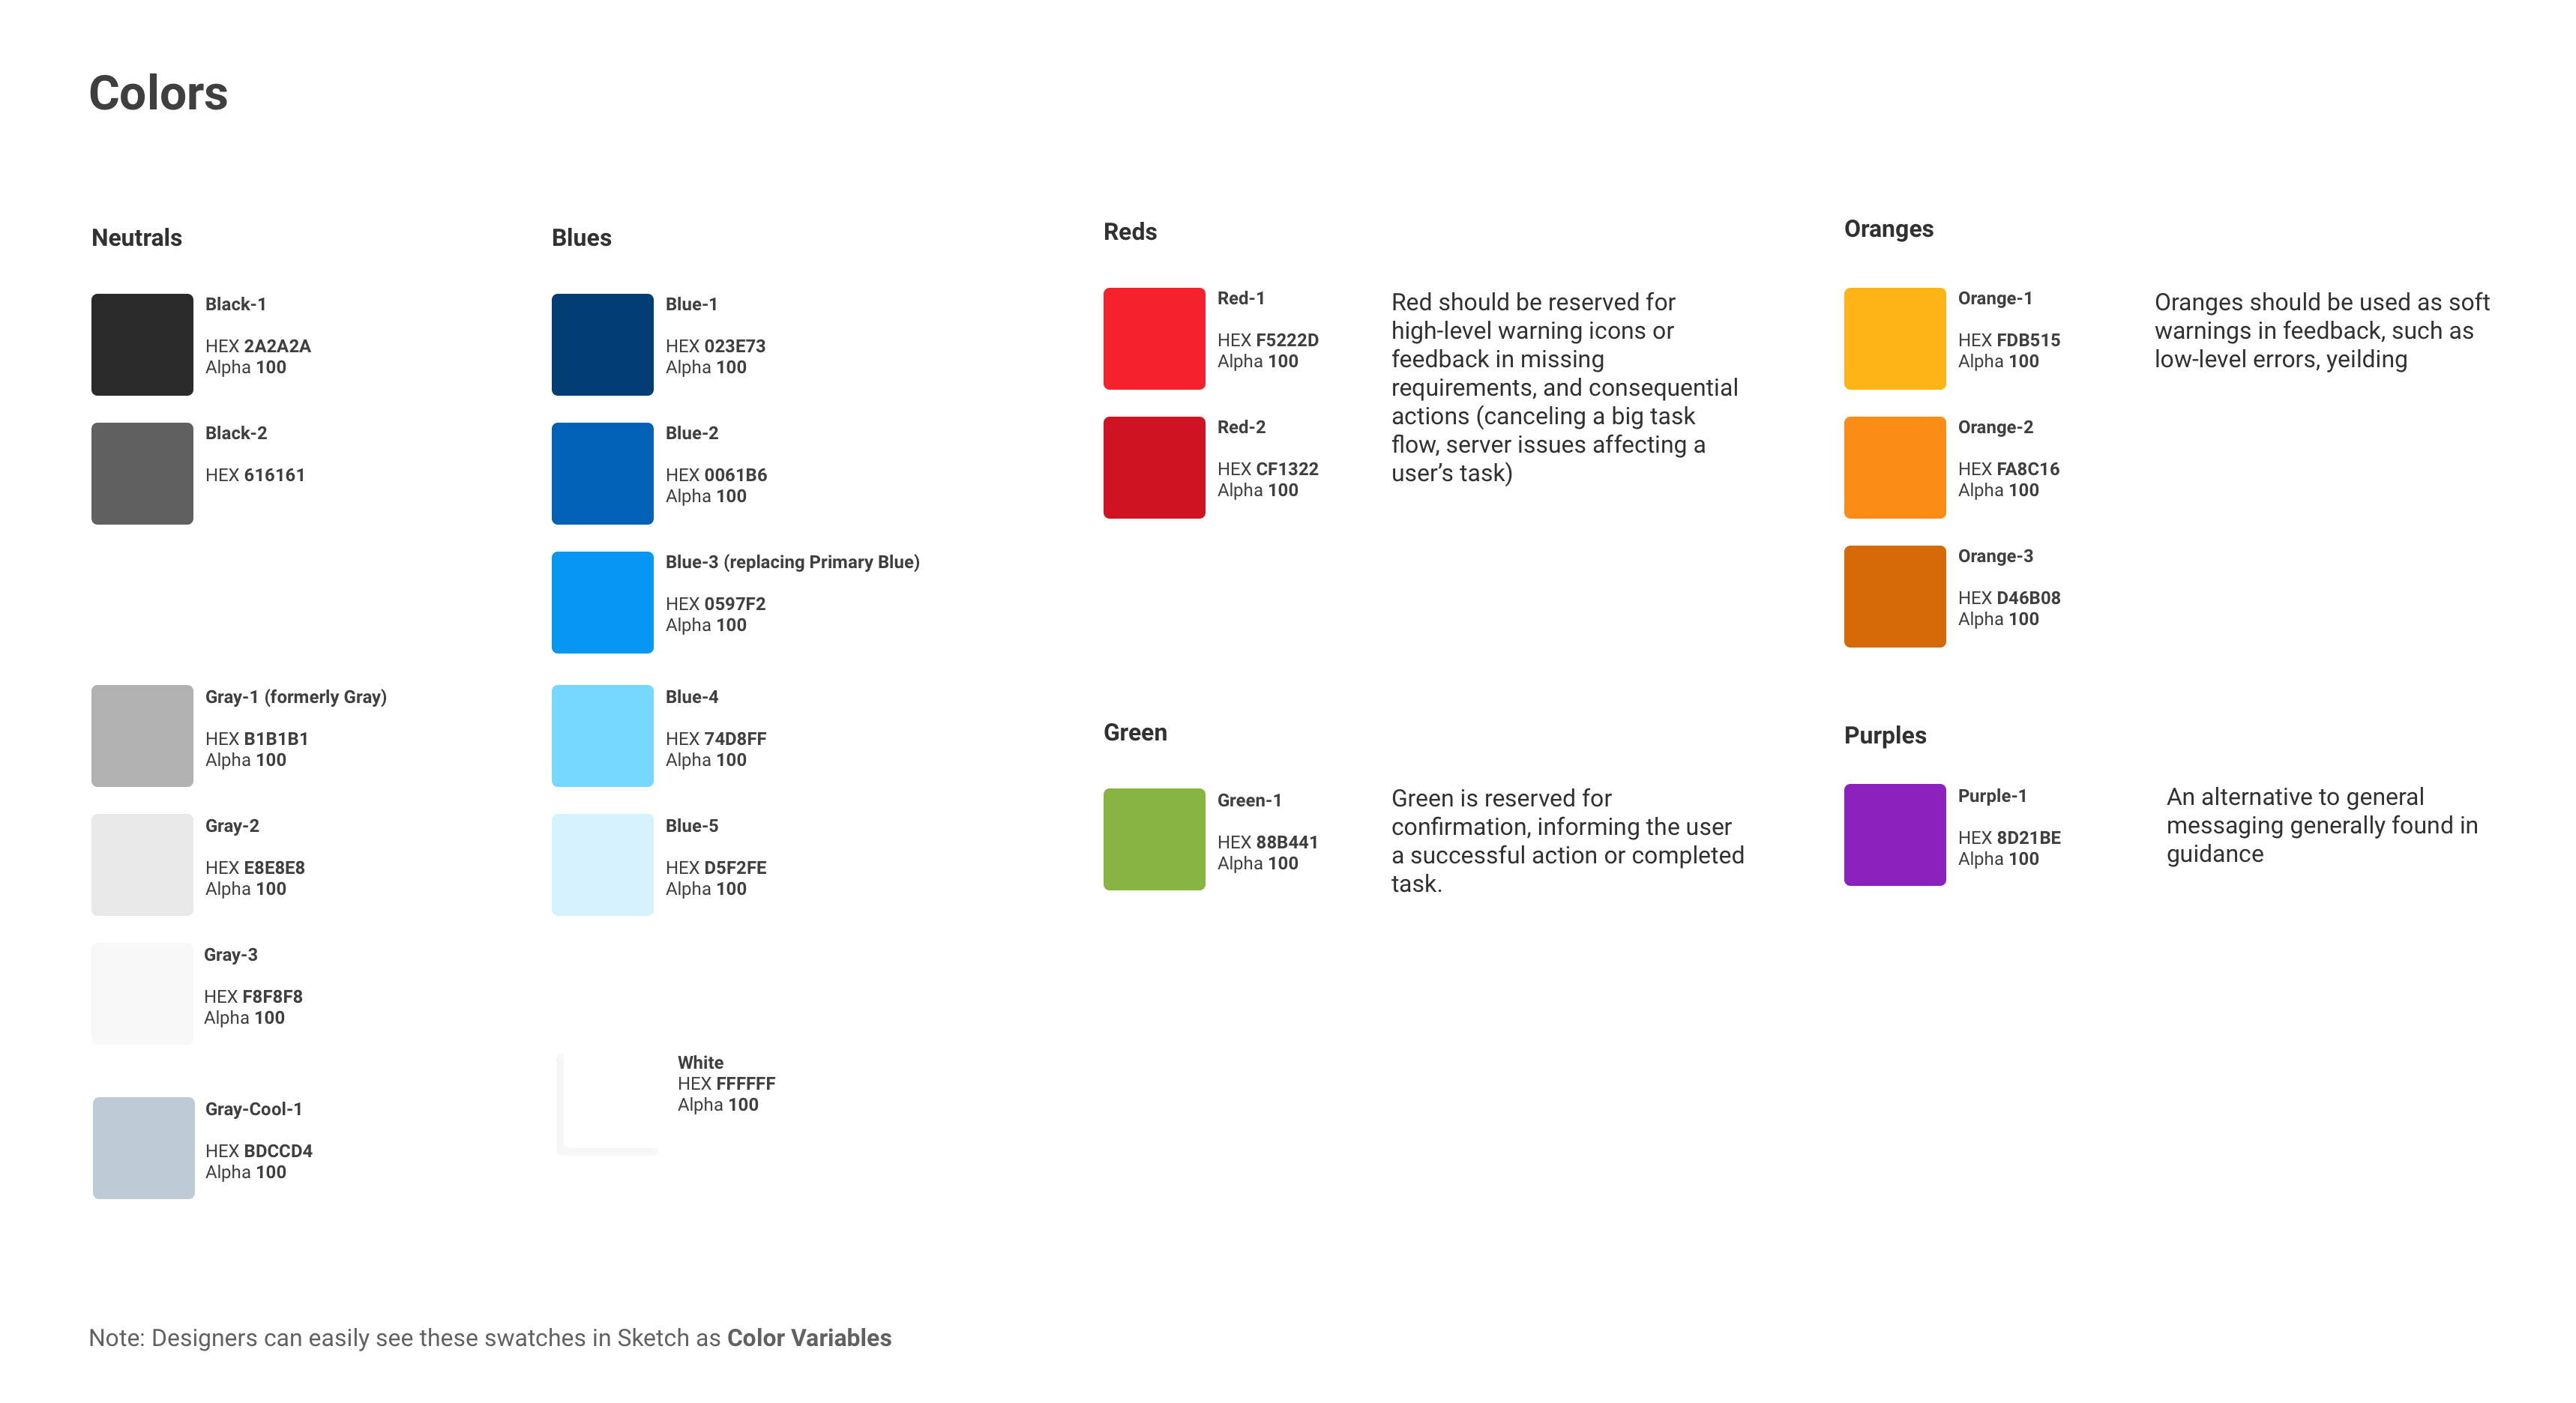 Colors
Neutrals
Black-1
HEX 2A2A2A
Alpha 100
Black-2
HEX 616161
Gray-1 (formerly Gray)
HEX B1B1B1
Alpha 100
Gray-2
HEX E8E8E8
Alpha 100
Gray-3
HEX F8F8F8
Alpha 100
Gray-Cool-1
HEX BDCCD4
Alpha 100
Blues
Blue-1
HEX 023E73
Alpha 100
Blue-2
HEX 0061B6
Alpha 100
Blue-3 (replacing Primary Blue)
HEX 0597F2
Alpha 100
Blue-4
HEX 74D8FF
Alpha 100
Blue-5
HEX D5F2FE
Alpha 100
White
HEX FFFFFF
Alpha 100
Reds
Red-1
HEX F5222D
Alpha 100
Red-2
HEX CF1322
Alpha 100
Red should be reserved for
high-level warning icons or
feedback in missing
requirements, and consequential
actions (canceling a big task
flow, server issues affecting a
user’s task)
Green
Green-1
HEX 88B441
Alpha 100
Green is reserved for
confirmation, informing the user
a successful action or completed
task.
Oranges
Orange-1
HEX FDB515
Alpha 100
Orange-2
HEX FA8C16
Alpha 100
Orange-3
HEX D46B08
Alpha 100
Oranges should be used as soft
warnings in feedback, such as
low-level errors, yeilding
Purples
Purple-1
HEX 8D21BE
Alpha 100
An alternative to general
messaging generally found in
guidance
Note: Designers can easily see these swatches in Sketch as Color Variables